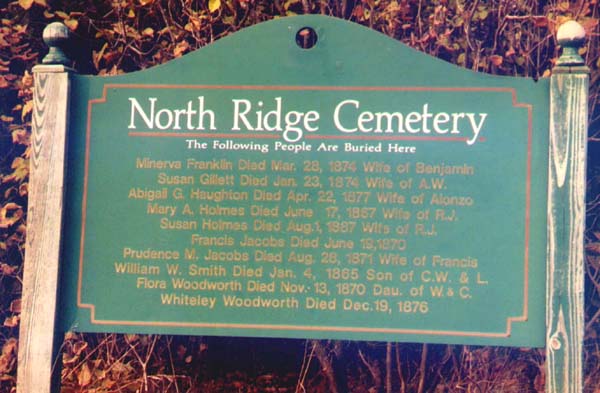 North Ridge Cemetery
The Following People Are Buried Here
Minerva Franklin Died Mar. 28, 1874 Wife of Benjamin
Susan Gillett Died Jan. 23, 1874 Wife of A.W.
Abigail G. Haughton Died Apr. 22, 1877 Wife of Alonzo
Mary A. Holmes Died June 17, 1867 Wife of R.J.
Susan Holmes Died Aug.1, 1887 Wife of R.J.
Francis Jacobs Died June 19,1870
Prudence M. Jacobs Died Aug. 28, 1871 Wife of Francis
William W. Smith Died Jan. 4, 1865 Son of C.W. & L.
Flora Woodworth Died Nov. 13, 1870 Dau. of W.& C.
Whiteley Woodworth Died Dec.19, 1876